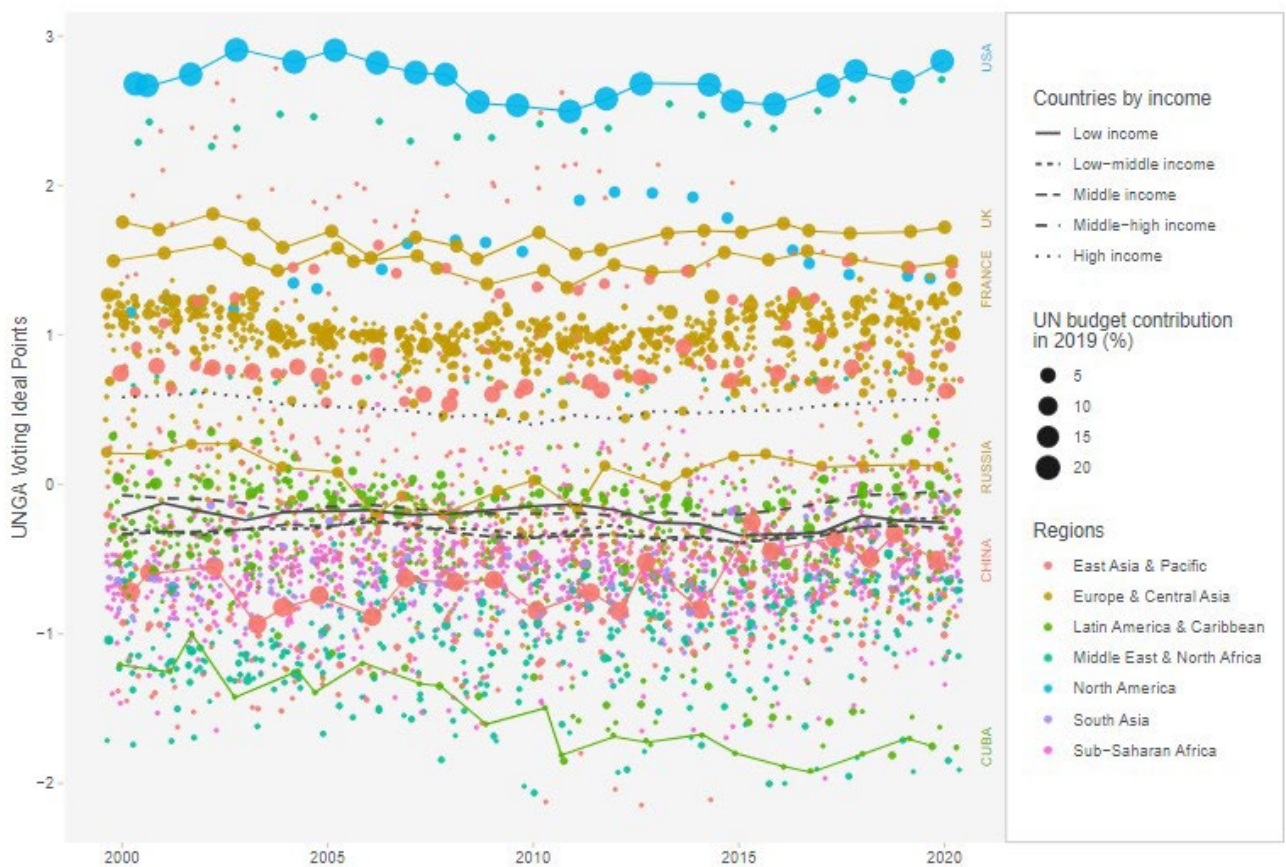 UNGA Voting Ideal Points
3
2
1
0
−1
−2
2000
2005
2010
2015
2020
USA
UK
FRANCE
RUSSIA
CHINA
CUBA
Countries by income
Low income
Low−middle income
Middle income
Middle−high income
High income
UN budget contribution
in 2019 (%)
5
10
15
20
Regions
East Asia & Pacific
Europe & Central Asia
Latin America & Caribbean
Middle East & North Africa
North America
South Asia
Sub−Saharan Africa